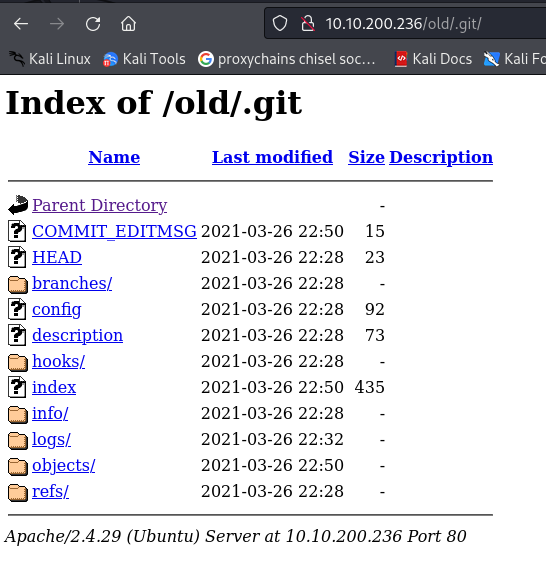 10.10.200.236/old/.git/
Kali Linux Kali Tools proxychains chisel soc... Kali Docs Kali Fo
Index of /old/.git
Name Last modified Size Description
Parent Directory -
COMMIT_EDITMSG 2021-03-26 22:50 15
HEAD 2021-03-26 22:28 23
branches/ 2021-03-26 22:28 -
config 2021-03-26 22:28 92
description 2021-03-26 22:28 73
hooks/ 2021-03-26 22:28 -
index 2021-03-26 22:50 435
info/ 2021-03-26 22:28 -
logs/ 2021-03-26 22:32 -
objects/ 2021-03-26 22:50 -
refs/ 2021-03-26 22:28 -
Apache/2.4.29 (Ubuntu) Server at 10.10.200.236 Port 80